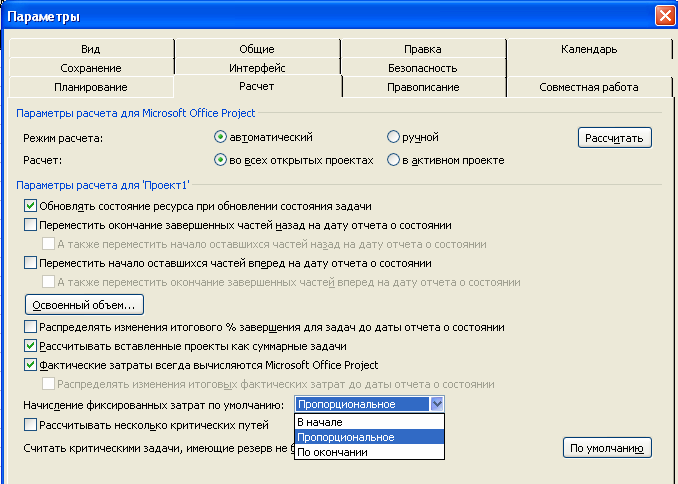 Параметры
Вид Общие Правка Календарь
Сохранение Интерфейс Безопасность
Планирование Расчет Правописание Совместная работа
Параметры расчета для Microsoft Office Project
Режим расчета: автоматический ручной Рассчитать
Расчет: во всех открытых проектах в активном проекте
Параметры расчета для 'Проект1'
Обновлять состояние ресурса при обновлении состояния задачи
Переместить окончание завершенных частей назад на дату отчета о состоянии
А также переместить начало оставшихся частей назад на дату отчета о состоянии
Переместить начало оставшихся частей вперед на дату отчета о состоянии
А также переместить окончание завершенных частей вперед на дату отчета о состоянии
Освоенный объем...
Распределять изменения итогового % завершения для задач до даты отчета о состоянии
Рассчитывать вставленные проекты как суммарные задачи
Фактические затраты всегда вычисляются Microsoft Office Project
Распределять изменения итоговых фактических затрат до даты отчета о состоянии
Начисление фиксированных затрат по умолчанию: Пропорциональное
Рассчитывать несколько критических путей В начале
Пропорциональное
Считать критическими задачи, имеющие резерв не По окончании По умолчанию